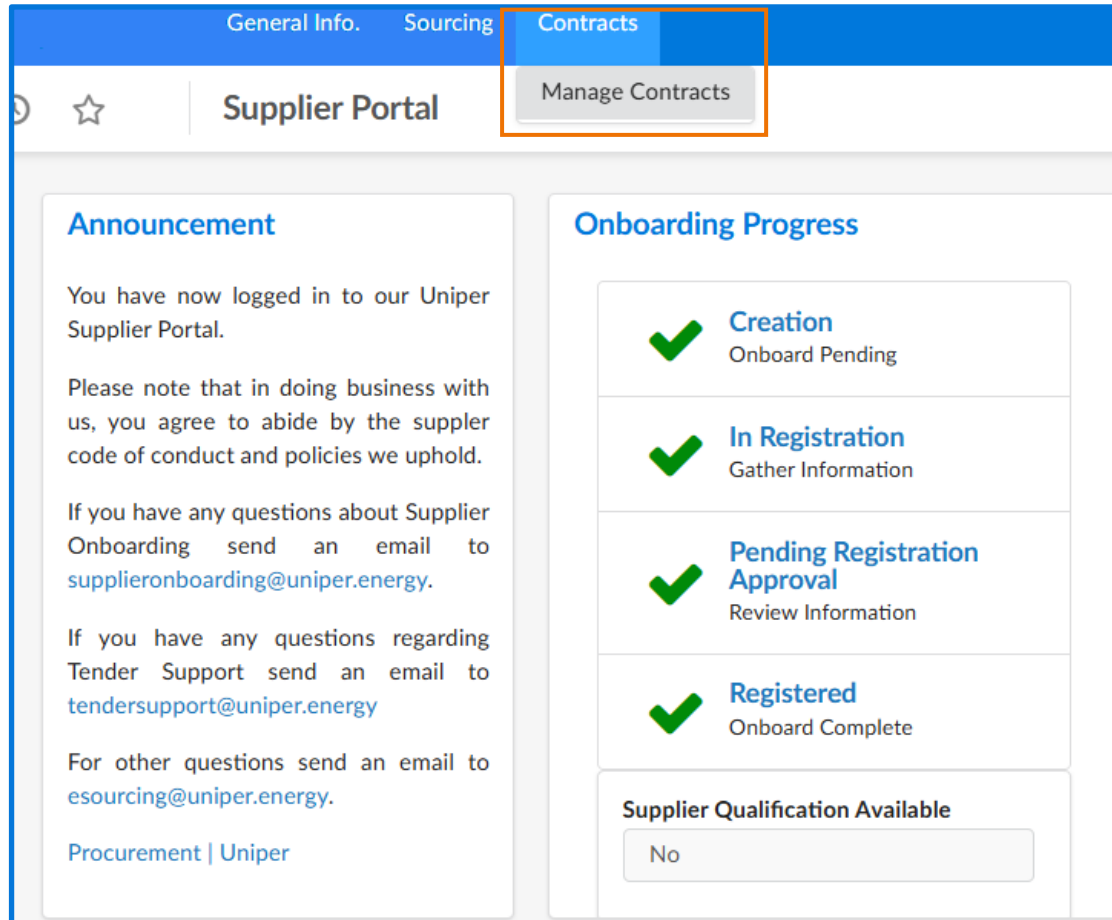 General Info. Sourcing Contracts
Manage Contracts
Supplier Portal
Announcement
You have now logged in to our Uniper
Supplier Portal.
Please note that in doing business with
us, you agree to abide by the suppler
code of conduct and policies we uphold.
If you have any questions about Supplier
Onboarding send an email to
supplieronboarding@uniper.energy.
If you have any questions regarding
Tender Support send an email to
tendersupport@uniper.energy
For other questions send an email to
esourcing@uniper.energy.
Procurement | Uniper
Onboarding Progress
Creation
Onboard Pending
In Registration
Gather Information
Pending Registration
Approval
Review Information
Registered
Onboard Complete
Supplier Qualification Available
No